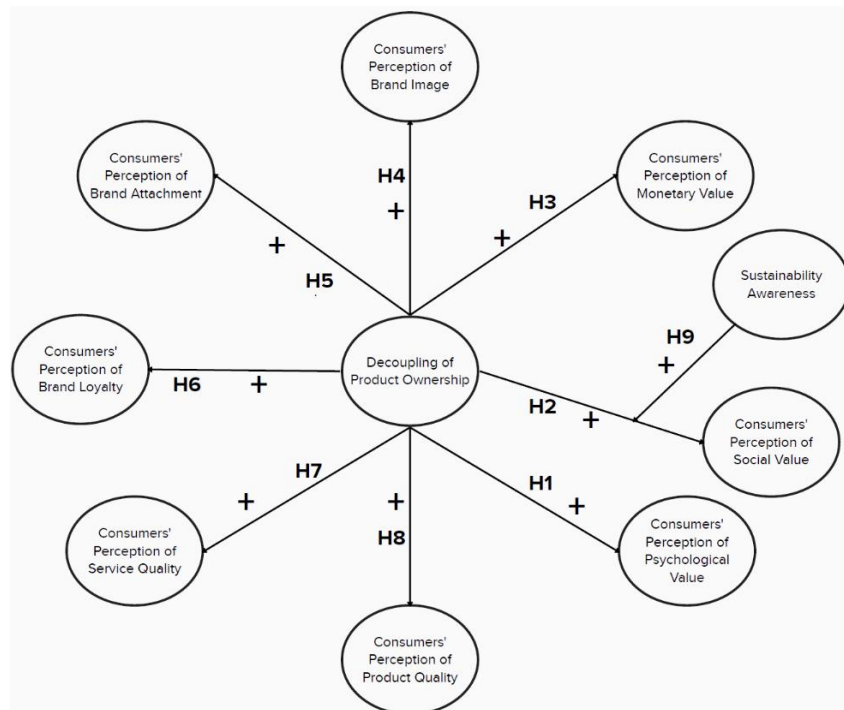 Consumers'
Perception of
Brand Image
Consumers'
Perception of
Brand Attachment
H4
+
H3
+
Consumers'
Perception of
Monetary Value
+
H5
Sustainability
Awareness
H9
+
Consumers'
Perception of
Brand Loyalty
H6
+
Decoupling of
Product Ownership
H2
+
Consumers'
Perception of
Social Value
H7
+
+
H8
H1
+
Consumers'
Perception of
Service Quality
Consumers'
Perception of
Psychological
Value
Consumers'
Perception of
Product Quality